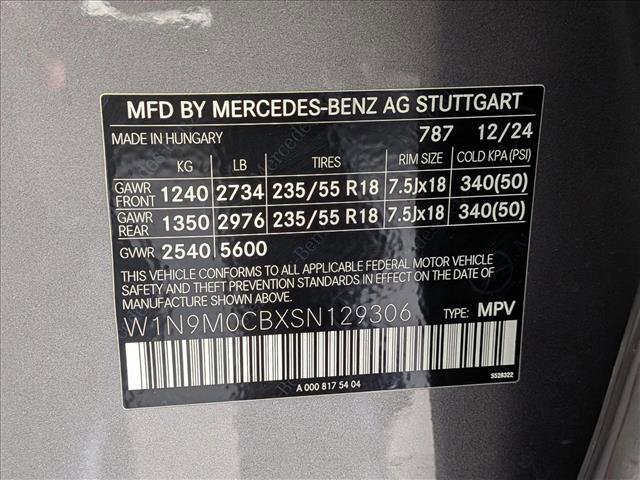 MFD BY MERCEDES-BENZ AG STUTTGART
MADE IN HUNGARY 787 12/24
KG LB TIRES RIM SIZE COLD KPA(PSI)
GAWR FRONT 1240 2734 235/55 R18 7.5Jx18 340(50)
GAWR REAR 1350 2976 235/55 R18 7.5Jx18 340(50)
GVWR 2540 5600
THIS VEHICLE CONFORMS TO ALL APPLICABLE FEDERAL MOTOR VEHICLE
SAFETY AND THEFT PREVENTION STANDARDS IN EFFECT ON THE DATE
OF MANUFACTURE SHOWN ABOVE.
W1N9M0CBXSN129306 TYPE: MPV
A 000 817 54 04
S528322